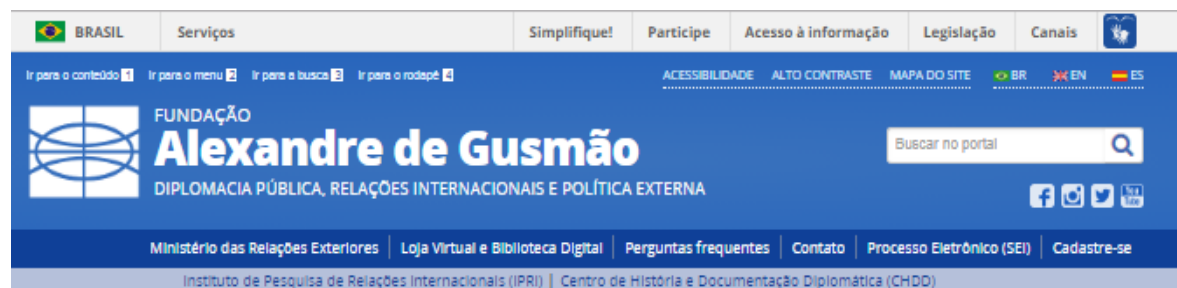 BRASIL Serviços Simplifique! Participe Acesso à informação Legislação Canais
Ir para o conteúdo 1 Ir para o menu 2 Ir para a busca 3 Ir para o rodapé 4 ACESSIBILIDADE ALTO CONTRASTE MAPA DO SITE BR EN ES
FUNDAÇÃO
Alexandre de Gusmão
Buscar no portal
DIPLOMACIA PÚBLICA, RELAÇÕES INTERNACIONAIS E POLÍTICA EXTERNA
You Tube
Ministério das Relações Exteriores Loja Virtual e Biblioteca Digital Perguntas frequentes Contato Processo Eletrônico (SEI) Cadastre-se
Instituto de Pesquisa de Relações Internacionais (IPRI) | Centro de História e Documentação Diplomática (CHDD)